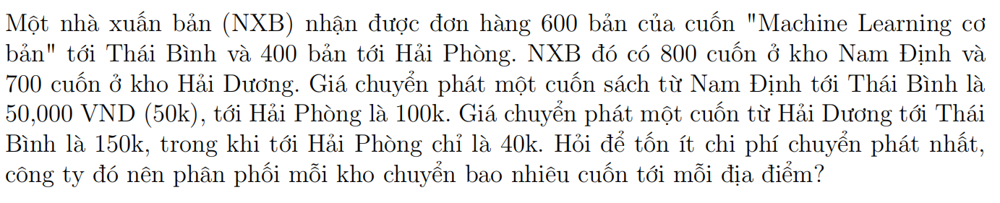 Một nhà xuấn bản (NXB) nhận được đơn hàng 600 bản của cuốn "Machine Learning cơ
bản" tới Thái Bình và 400 bản tới Hải Phòng. NXB đó có 800 cuốn ở kho Nam Định và
700 cuốn ở kho Hải Dương. Giá chuyển phát một cuốn sách từ Nam Định tới Thái Bình là
50,000 VND (50k), tới Hải Phòng là 100k. Giá chuyển phát một cuốn từ Hải Dương tới Thái
Bình là 150k, trong khi tới Hải Phòng chỉ là 40k. Hỏi để tốn ít chi phí chuyển phát nhất,
công ty đó nên phân phối mỗi kho chuyển bao nhiêu cuốn tới mỗi địa điểm?